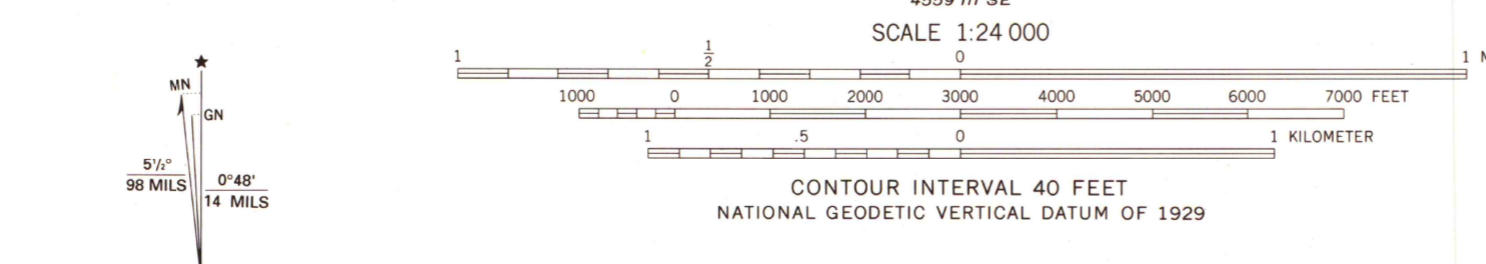 SCALE 1:24 000
1 ½ 0 1
1000 0 1000 2000 3000 4000 5000 6000 7000 FEET
1 .5 0 1 KILOMETER
CONTOUR INTERVAL 40 FEET
NATIONAL GEODETIC VERTICAL DATUM OF 1929
★
MN
GN
5½°
98 MILS
0°48'
14 MILS